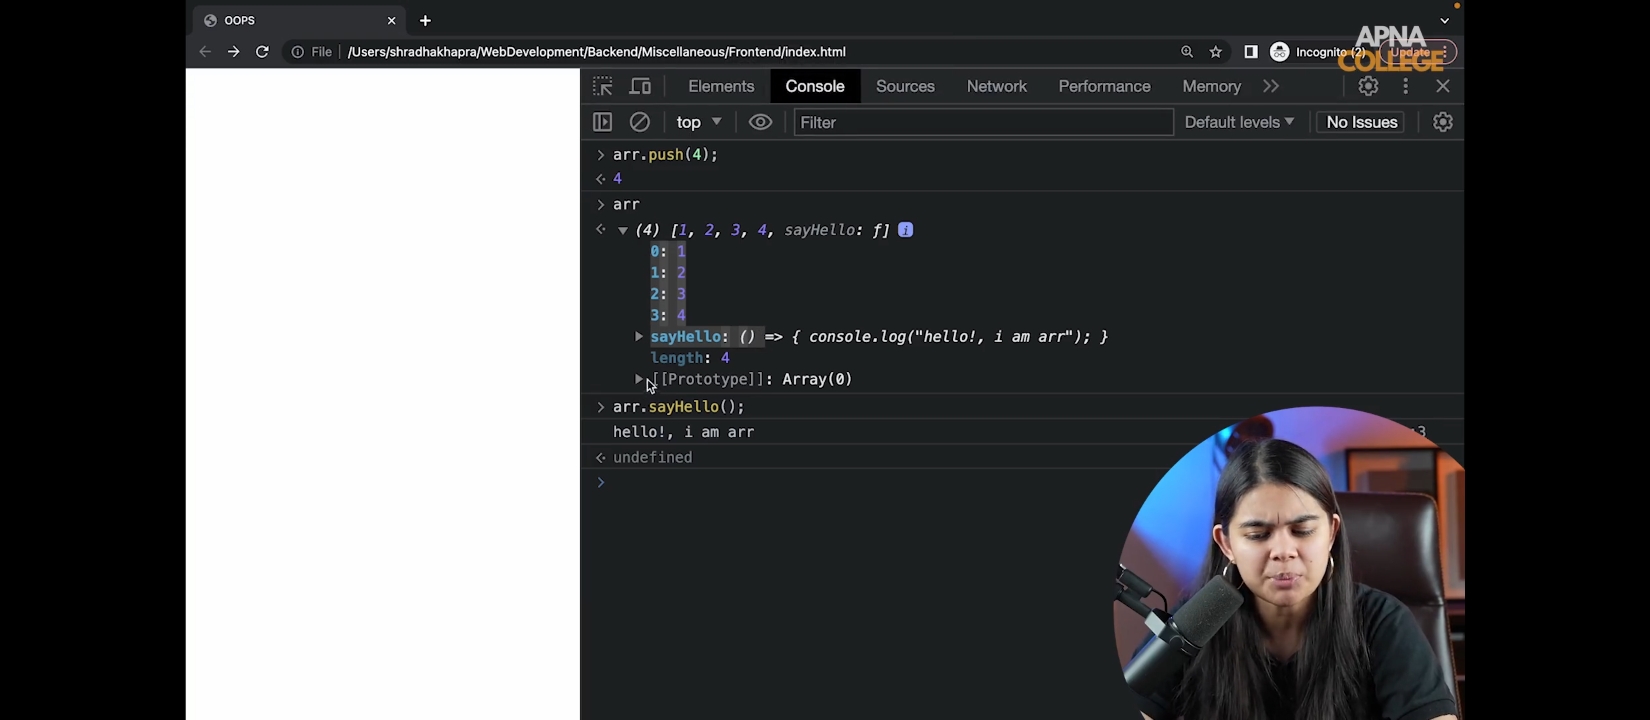 OOPS
File /Users/shradhakhapra/WebDevelopment/Backend/Miscellaneous/Frontend/index.html Incognito (2) Update
APNA
COLLEGE
Elements Console Sources Network Performance Memory
top Filter Default levels No Issues
arr.push(4);
4
arr
(4) [1, 2, 3, 4, sayHello: ƒ] i
0: 1
1: 2
2: 3
3: 4
sayHello: () => { console.log("hello!, i am arr"); }
length: 4
[[Prototype]]: Array(0)
arr.sayHello();
hello!, i am arr
undefined